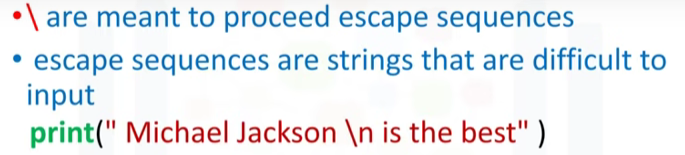 •\ are meant to proceed escape sequences
• escape sequences are strings that are difficult to
input
print(" Michael Jackson \n is the best" )